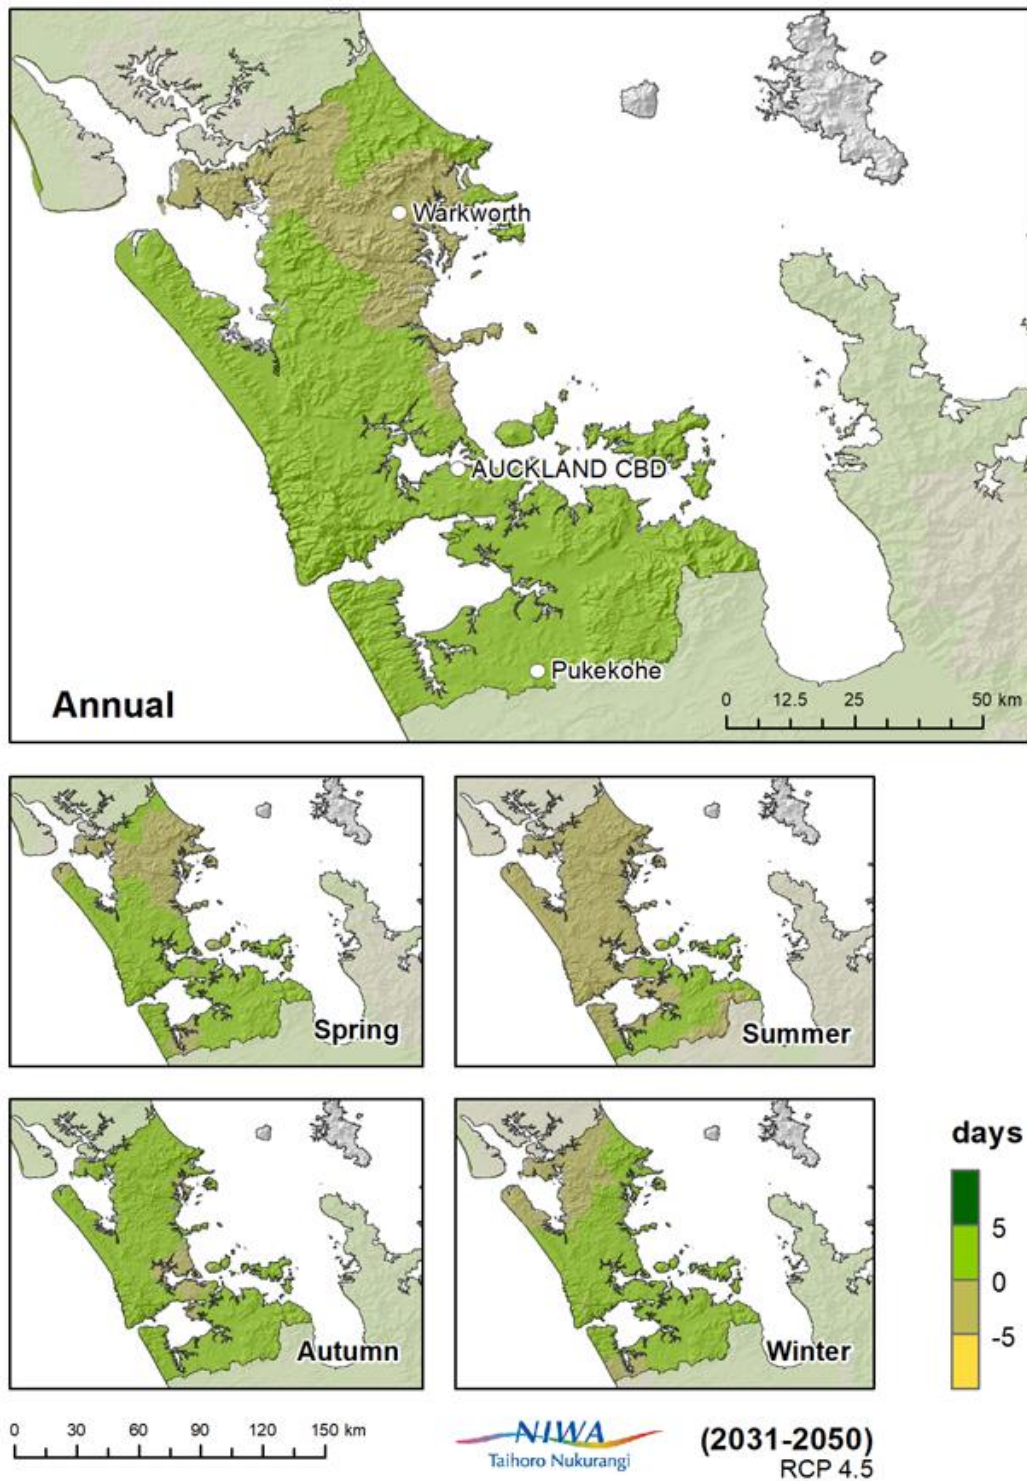 Warkworth
AUCKLAND CBD
Pukekohe
Annual
0 12.5 25 50 km
Spring
Summer
Autumn
Winter
days
5
0
-5
0 30 60 90 120 150 km
NIWA
Taihoro Nukurangi
(2031-2050)
RCP 4.5